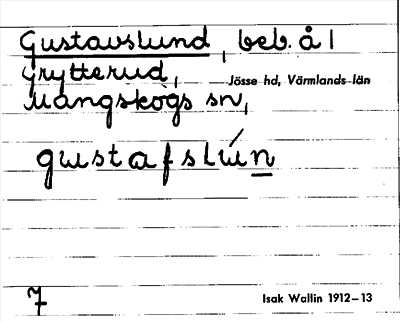 Gustavslund, beb. å 1
Grytterud,
Jösse hd, Värmlands län
Mangskogs sn,
gustafslún
7
Isak Wallin 1912–13